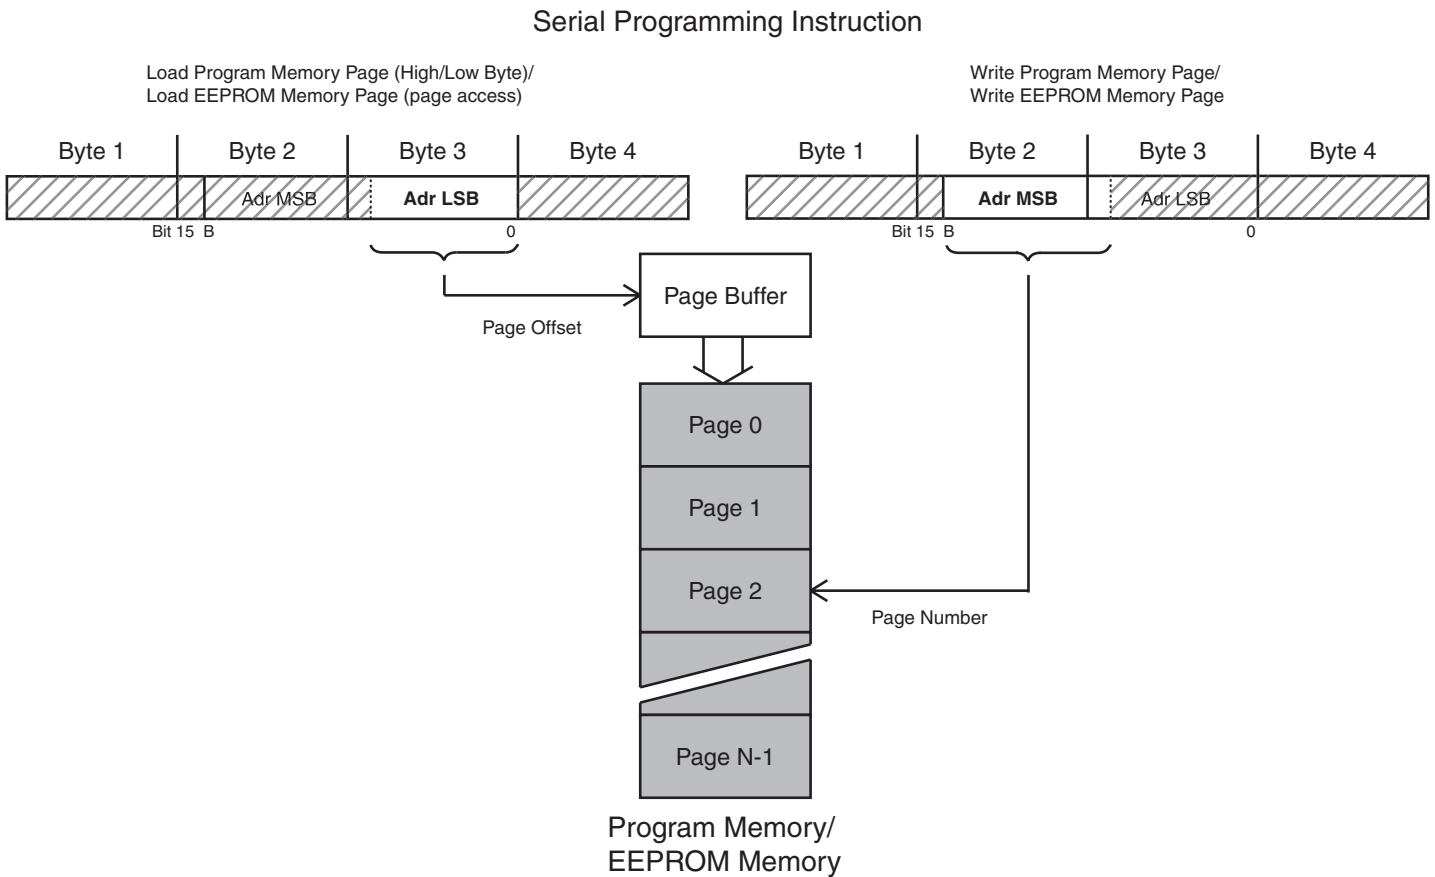 Serial Programming Instruction
Load Program Memory Page (High/Low Byte)/
Load EEPROM Memory Page (page access)
Byte 1 Byte 2 Byte 3 Byte 4
Adr MSB Adr LSB
Bit 15 B 0
Write Program Memory Page/
Write EEPROM Memory Page
Byte 1 Byte 2 Byte 3 Byte 4
Adr MSB Adr LSB
Bit 15 B 0
Page Offset
Page Buffer
Page 0
Page 1
Page 2
Page Number
Page N-1
Program Memory/
EEPROM Memory